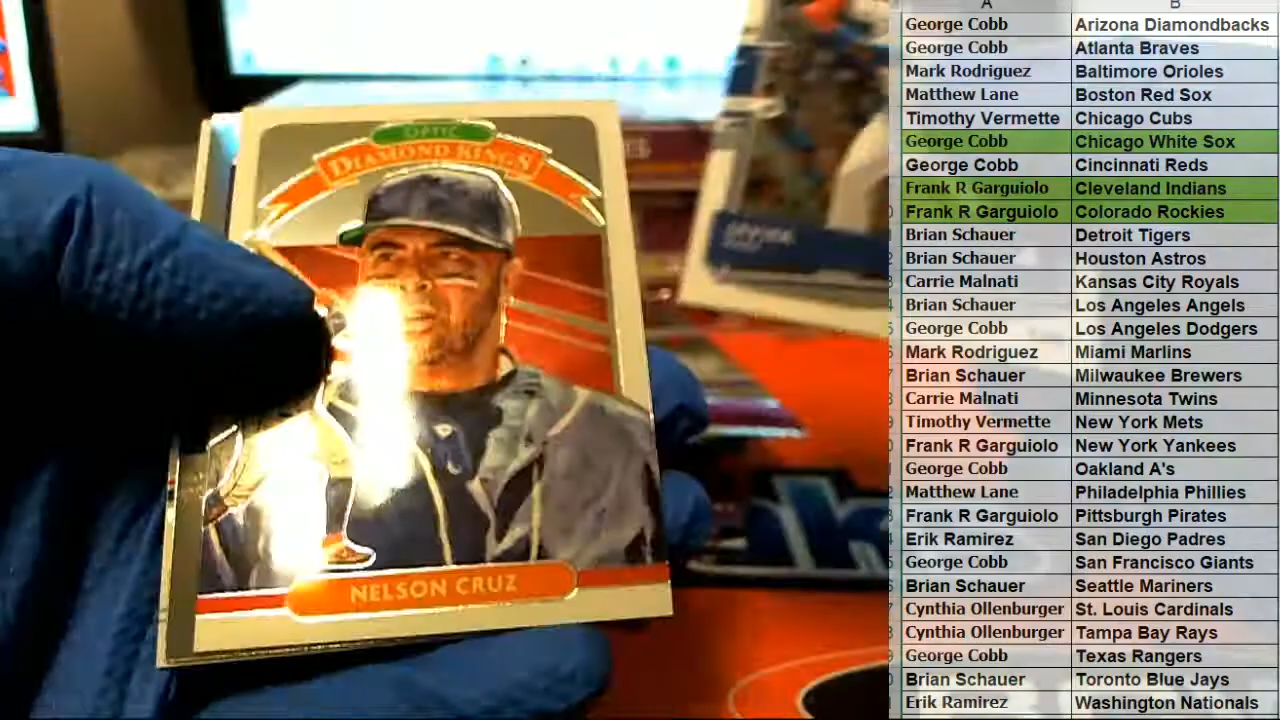 OPTIC
DIAMOND KINGS
NELSON CRUZ
A B
George Cobb Arizona Diamondbacks
George Cobb Atlanta Braves
Mark Rodriguez Baltimore Orioles
Matthew Lane Boston Red Sox
Timothy Vermette Chicago Cubs
George Cobb Chicago White Sox
George Cobb Cincinnati Reds
Frank R Garguiolo Cleveland Indians
Frank R Garguiolo Colorado Rockies
Brian Schauer Detroit Tigers
Brian Schauer Houston Astros
Carrie Malnati Kansas City Royals
Brian Schauer Los Angeles Angels
George Cobb Los Angeles Dodgers
Mark Rodriguez Miami Marlins
Brian Schauer Milwaukee Brewers
Carrie Malnati Minnesota Twins
Timothy Vermette New York Mets
Frank R Garguiolo New York Yankees
George Cobb Oakland A's
Matthew Lane Philadelphia Phillies
Frank R Garguiolo Pittsburgh Pirates
Erik Ramirez San Diego Padres
George Cobb San Francisco Giants
Brian Schauer Seattle Mariners
Cynthia Ollenburger St. Louis Cardinals
Cynthia Ollenburger Tampa Bay Rays
George Cobb Texas Rangers
Brian Schauer Toronto Blue Jays
Erik Ramirez Washington Nationals